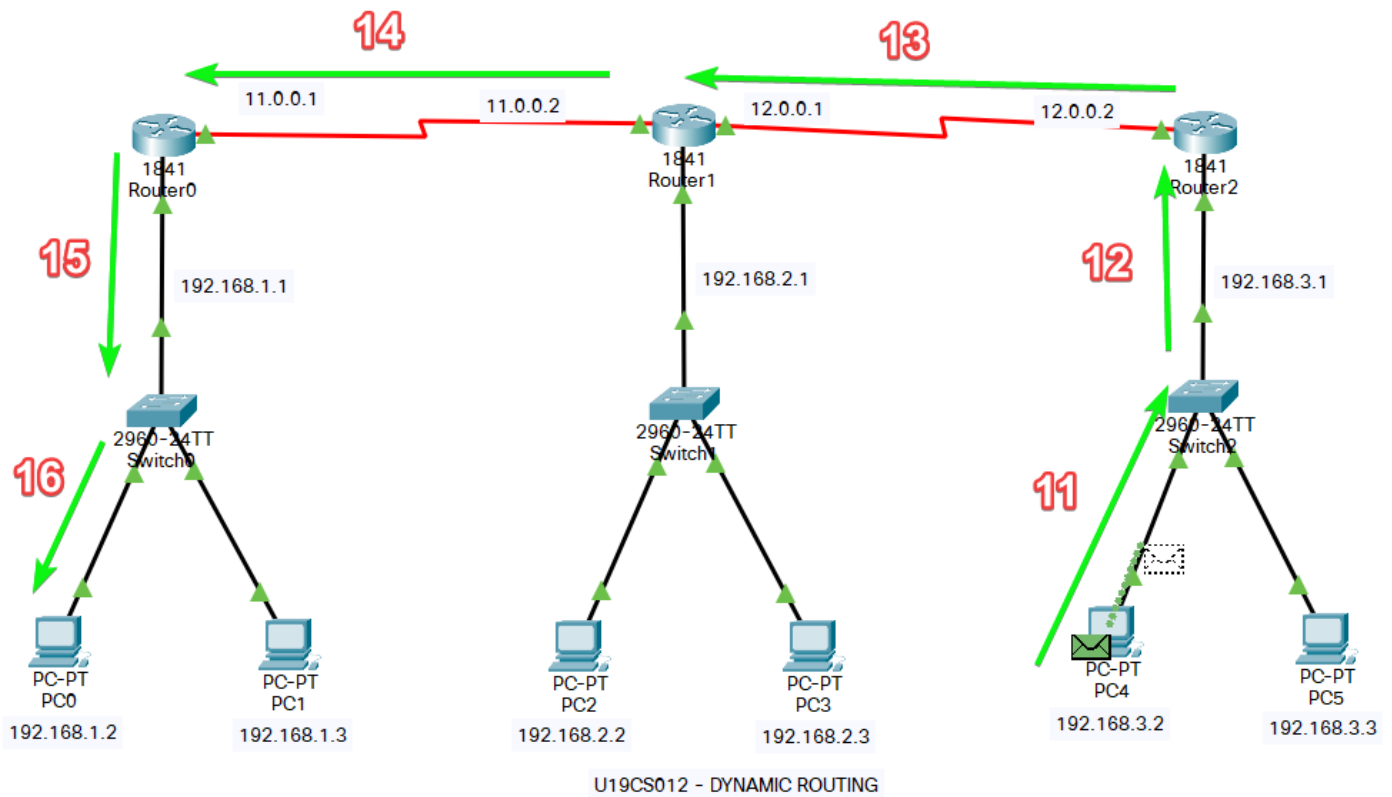 14
13
11.0.0.1
11.0.0.2
12.0.0.1
12.0.0.2
1841
Router0
1841
Router1
1841
Router2
15
12
192.168.1.1
192.168.2.1
192.168.3.1
2960-24TT
Switch0
2960-24TT
Switch1
2960-24TT
Switch2
16
11
PC-PT
PC0
PC-PT
PC1
PC-PT
PC2
PC-PT
PC3
PC-PT
PC4
PC-PT
PC5
192.168.1.2
192.168.1.3
192.168.2.2
192.168.2.3
192.168.3.2
192.168.3.3
U19CS012 - DYNAMIC ROUTING